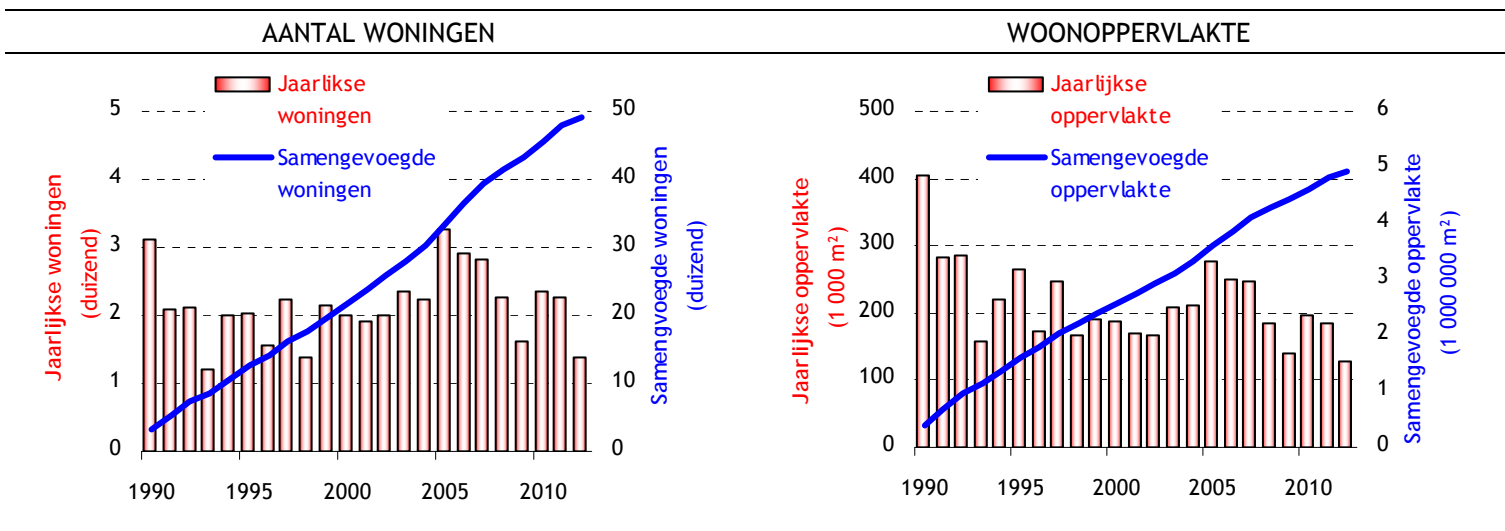 AANTAL WONINGEN
Jaarlikse
woningen
Samengevoegde
woningen
Jaarlijkse woningen
(duizend)
5
4
3
2
1
0
50
40
30
20
10
0
Samengvoegde woningen
(duizend)
1990
1995
2000
2005
2010
WOONOPPERVLAKTE
Jaarlijkse
oppervlakte
Samengevoegde
oppervlakte
Jaarlijkse oppervlakte
(1 000 m²)
500
400
300
200
100
0
6
5
4
3
2
1
0
Samengevoegde oppervlakte
(1 000 000 m²)
1990
1995
2000
2005
2010